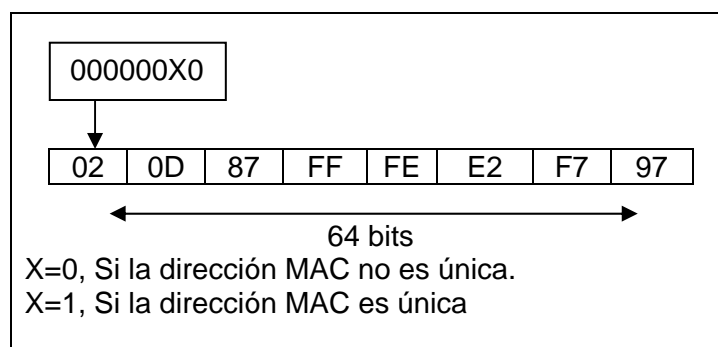 000000X0
02 0D 87 FF FE E2 F7 97
64 bits
X=0, Si la dirección MAC no es única.
X=1, Si la dirección MAC es única